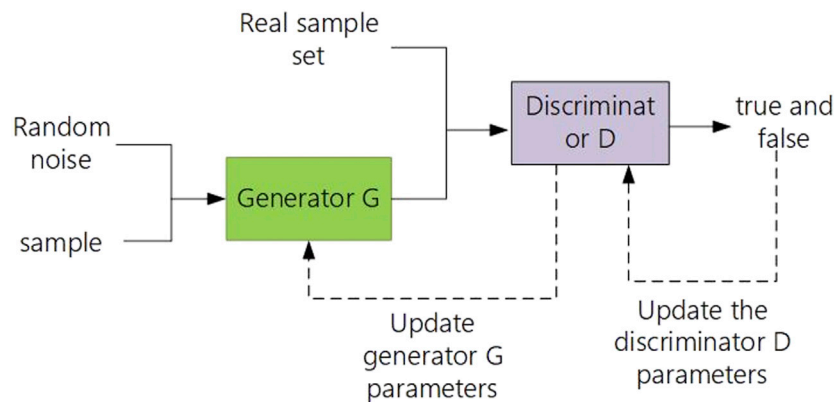 Real sample
set
Random
noise
sample
Generator G
Discriminat
or D
true and
false
Update
generator G
parameters
Update the
discriminator D
parameters